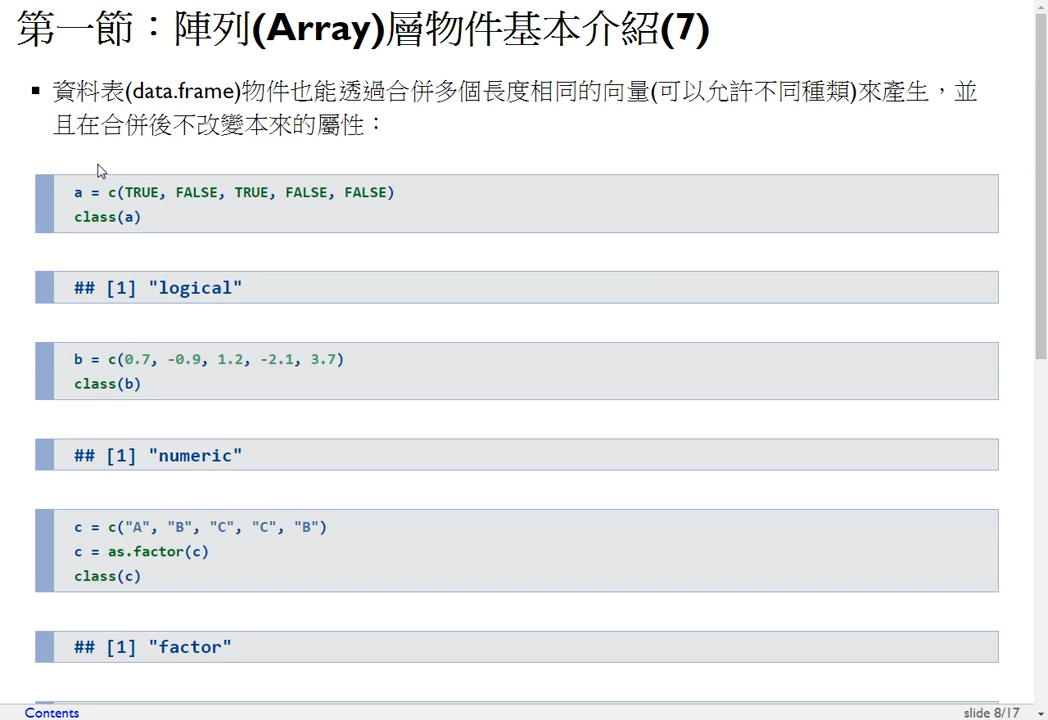 第一節：陣列(Array)層物件基本介紹(7)
資料表(data.frame)物件也能透過合併多個長度相同的向量(可以允許不同種類)來產生，並
且在合併後不改變本來的屬性：
a = c(TRUE, FALSE, TRUE, FALSE, FALSE)
class(a)
## [1] "logical"
b = c(0.7, -0.9, 1.2, -2.1, 3.7)
class(b)
## [1] "numeric"
c = c("A", "B", "C", "C", "B")
c = as.factor(c)
class(c)
## [1] "factor"
Contents
slide 8/17